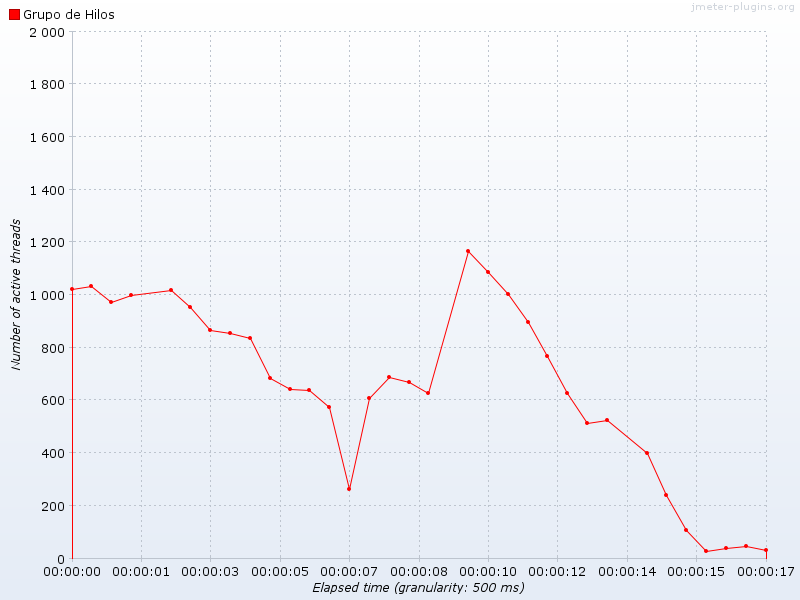 jmeter-plugins.org
Grupo de Hilos
2 000
1 800
1 600
1 400
1 200
1 000
800
600
400
200
0
Number of active threads
00:00:00 00:00:01 00:00:03 00:00:05 00:00:07 00:00:08 00:00:10 00:00:12 00:00:14 00:00:15 00:00:17
Elapsed time (granularity: 500 ms)